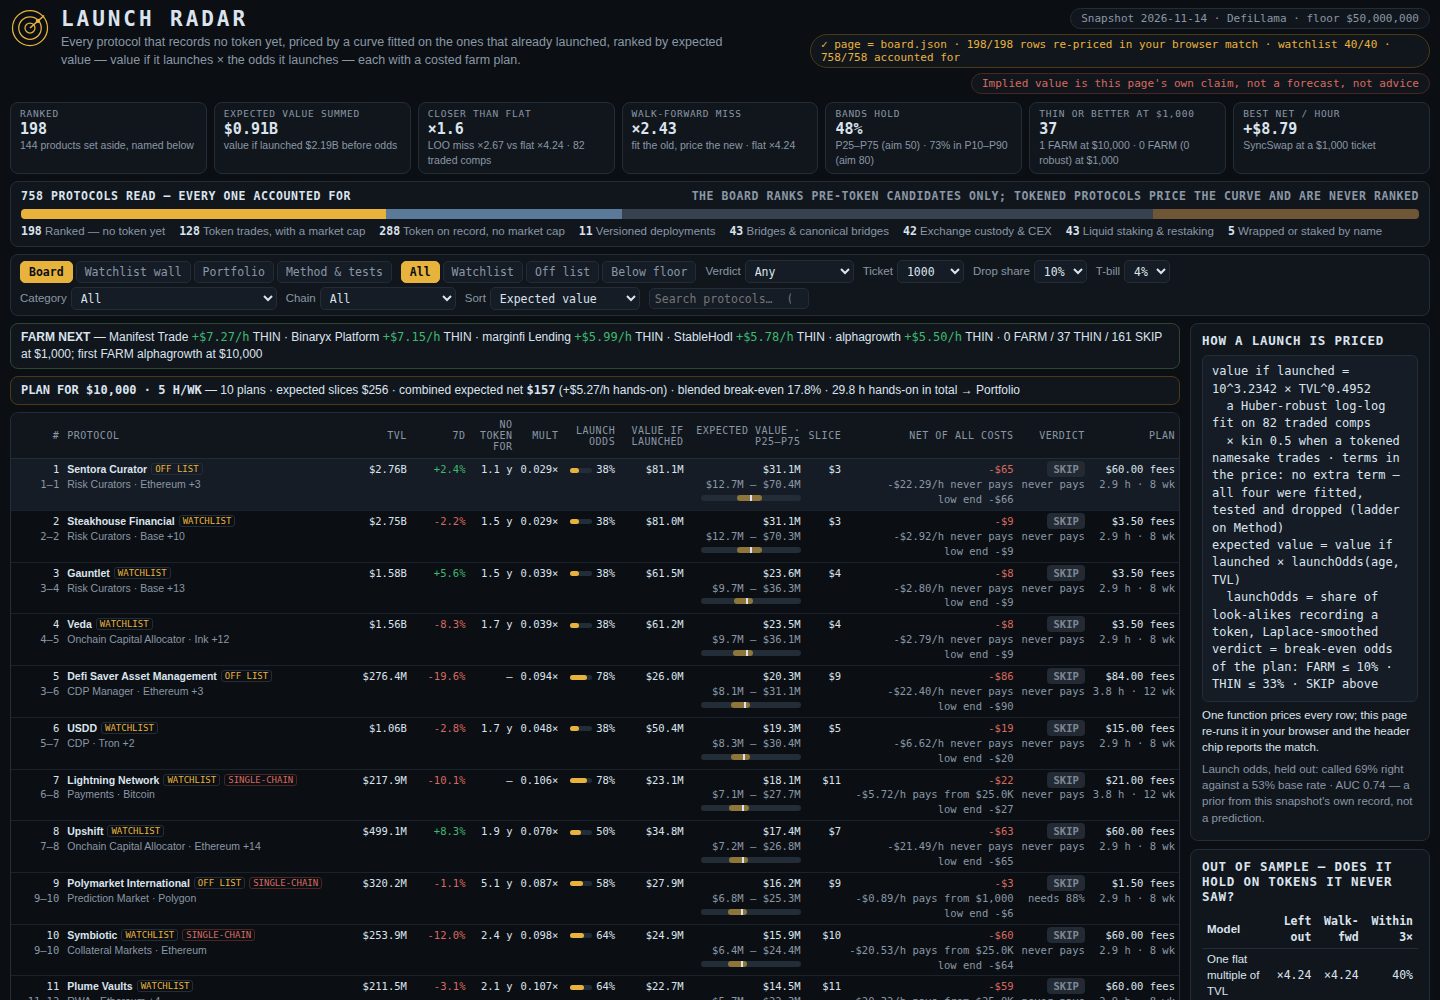 LAUNCH RADAR
Every protocol that records no token yet, priced by a curve fitted on the ones that already launched, ranked by expected
value — value if it launches × the odds it launches — each with a costed farm plan.
Snapshot 2026-11-14 · DefiLlama · floor $50,000,000
✓ page = board.json · 198/198 rows re-priced in your browser match · watchlist 40/40 ·
758/758 accounted for
Implied value is this page's own claim, not a forecast, not advice
RANKED
198
144 products set aside, named below
EXPECTED VALUE SUMMED
$0.91B
value if launched $2.19B before odds
CLOSER THAN FLAT
×1.6
LOO miss ×2.67 vs flat ×4.24 · 82
traded comps
WALK-FORWARD MISS
×2.43
fit the old, price the new · flat ×4.24
BANDS HOLD
48%
P25–P75 (aim 50) · 73% in P10–P90
(aim 80)
THIN OR BETTER AT $1,000
37
1 FARM at $10,000 · 0 FARM (0
robust) at $1,000
BEST NET / HOUR
+$8.79
SyncSwap at a $1,000 ticket
758 PROTOCOLS READ — EVERY ONE ACCOUNTED FOR
THE BOARD RANKS PRE-TOKEN CANDIDATES ONLY; TOKENED PROTOCOLS PRICE THE CURVE AND ARE NEVER RANKED
198 Ranked — no token yet 128 Token trades, with a market cap 288 Token on record, no market cap 11 Versioned deployments 43 Bridges & canonical bridges 42 Exchange custody & CEX 43 Liquid staking & restaking 5 Wrapped or staked by name
Board Watchlist wall Portfolio Method & tests All Watchlist Off list Below floor Verdict Any Ticket 1000 Drop share 10% T-bill 4%
Category All Chain All Sort Expected value Search protocols… (
FARM NEXT — Manifest Trade +$7.27/h THIN · Binaryx Platform +$7.15/h THIN · marginfi Lending +$5.99/h THIN · StableHodl +$5.78/h THIN · alphagrowth +$5.50/h THIN · 0 FARM / 37 THIN / 161 SKIP
at $1,000; first FARM alphagrowth at $10,000
PLAN FOR $10,000 · 5 H/WK — 10 plans · expected slices $256 · combined expected net $157 (+$5.27/h hands-on) · blended break-even 17.8% · 29.8 h hands-on in total → Portfolio
# PROTOCOL TVL 7D NO TOKEN FOR MULT LAUNCH ODDS VALUE IF LAUNCHED EXPECTED VALUE · P25–P75 SLICE NET OF ALL COSTS VERDICT PLAN
1 Sentora Curator OFF LIST $2.76B +2.4% 1.1 y 0.029× 38% $81.1M $31.1M $3 -$65 SKIP $60.00 fees
1–1 Risk Curators · Ethereum +3 $12.7M — $70.4M -$22.29/h never pays never pays 2.9 h · 8 wk
low end -$66
2 Steakhouse Financial WATCHLIST $2.75B -2.2% 1.5 y 0.029× 38% $81.0M $31.1M $3 -$9 SKIP $3.50 fees
2–2 Risk Curators · Base +10 $12.7M — $70.3M -$2.92/h never pays never pays 2.9 h · 8 wk
low end -$9
3 Gauntlet WATCHLIST $1.58B +5.6% 1.5 y 0.039× 38% $61.5M $23.6M $4 -$8 SKIP $3.50 fees
3–4 Risk Curators · Base +13 $9.7M — $36.3M -$2.80/h never pays never pays 2.9 h · 8 wk
low end -$9
4 Veda WATCHLIST $1.56B -8.3% 1.7 y 0.039× 38% $61.2M $23.5M $4 -$8 SKIP $3.50 fees
4–5 Onchain Capital Allocator · Ink +12 $9.7M — $36.1M -$2.79/h never pays never pays 2.9 h · 8 wk
low end -$9
5 Defi Saver Asset Management OFF LIST $276.4M -19.6% — 0.094× 78% $26.0M $20.3M $9 -$86 SKIP $84.00 fees
3–6 CDP Manager · Ethereum +3 $8.1M — $31.1M -$22.40/h never pays never pays 3.8 h · 12 wk
low end -$90
6 USDD WATCHLIST $1.06B -2.8% 1.7 y 0.048× 38% $50.4M $19.3M $5 -$19 SKIP $15.00 fees
5–7 CDP · Tron +2 $8.3M — $30.4M -$6.62/h never pays never pays 2.9 h · 8 wk
low end -$20
7 Lightning Network WATCHLIST SINGLE-CHAIN $217.9M -10.1% — 0.106× 78% $23.1M $18.1M $11 -$22 SKIP $21.00 fees
6–8 Payments · Bitcoin $7.1M — $27.7M -$5.72/h pays from $25.0K never pays 3.8 h · 12 wk
low end -$27
8 Upshift WATCHLIST $499.1M +8.3% 1.9 y 0.070× 50% $34.8M $17.4M $7 -$63 SKIP $60.00 fees
7–8 Onchain Capital Allocator · Ethereum +14 $7.2M — $26.8M -$21.49/h never pays never pays 2.9 h · 8 wk
low end -$65
9 Polymarket International OFF LIST SINGLE-CHAIN $320.2M -1.1% 5.1 y 0.087× 58% $27.9M $16.2M $9 -$3 SKIP $1.50 fees
9–10 Prediction Market · Polygon $6.8M — $25.3M -$0.89/h pays from $1,000 needs 88% 2.9 h · 8 wk
low end -$6
10 Symbiotic WATCHLIST SINGLE-CHAIN $253.9M -12.0% 2.4 y 0.098× 64% $24.9M $15.9M $10 -$60 SKIP $60.00 fees
9–10 Collateral Markets · Ethereum $6.4M — $24.4M -$20.53/h pays from $25.0K never pays 2.9 h · 8 wk
low end -$64
11 Plume Vaults WATCHLIST $211.5M -3.1% 2.1 y 0.107× 64% $22.7M $14.5M $11 -$59 SKIP $60.00 fees
HOW A LAUNCH IS PRICED
value if launched =
10^3.2342 × TVL^0.4952
a Huber-robust log-log
fit on 82 traded comps
× kin 0.5 when a tokened
namesake trades · terms in
the price: no extra term —
all four were fitted,
tested and dropped (ladder
on Method)
expected value = value if
launched × launchOdds(age,
TVL)
launchOdds = share of
look-alikes recording a
token, Laplace-smoothed
verdict = break-even odds
of the plan: FARM ≤ 10% ·
THIN ≤ 33% · SKIP above
One function prices every row; this page
re-runs it in your browser and the header
chip reports the match.
Launch odds, held out: called 69% right
against a 53% base rate · AUC 0.74 — a
prior from this snapshot's own record, not
a prediction.
OUT OF SAMPLE — DOES IT
HOLD ON TOKENS IT NEVER
SAW?
Model Left out Walk-fwd Within 3×
One flat
multiple of ×4.24 ×4.24 40%
TVL